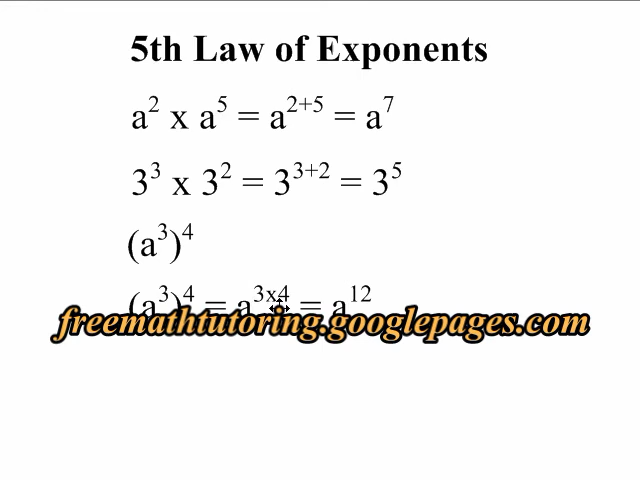 5th Law of Exponents
a² x a⁵ = a²⁺⁵ = a⁷
3³ x 3² = 3³⁺² = 3⁵
(a³)⁴
(a³)⁴ = a³ˣ⁴ = a¹²
freemathtutoring.googlepages.com